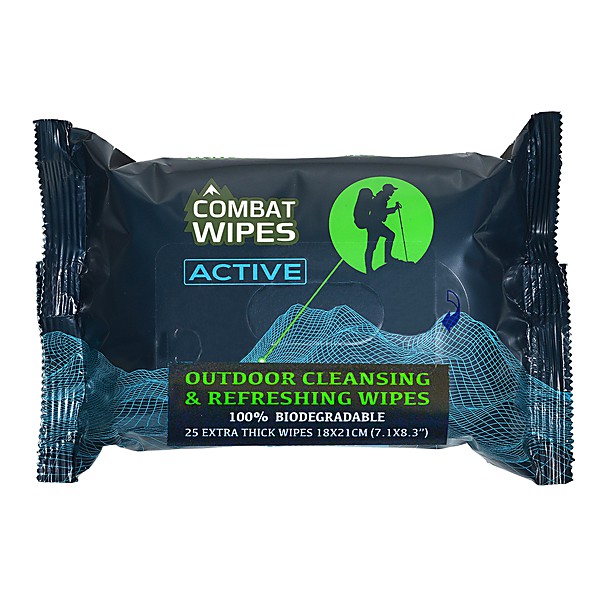 COMBAT
WIPES
ACTIVE
OUTDOOR CLEANSING
& REFRESHING WIPES
100% BIODEGRADABLE
25 EXTRA THICK WIPES 18X21CM (7.1X8.3")